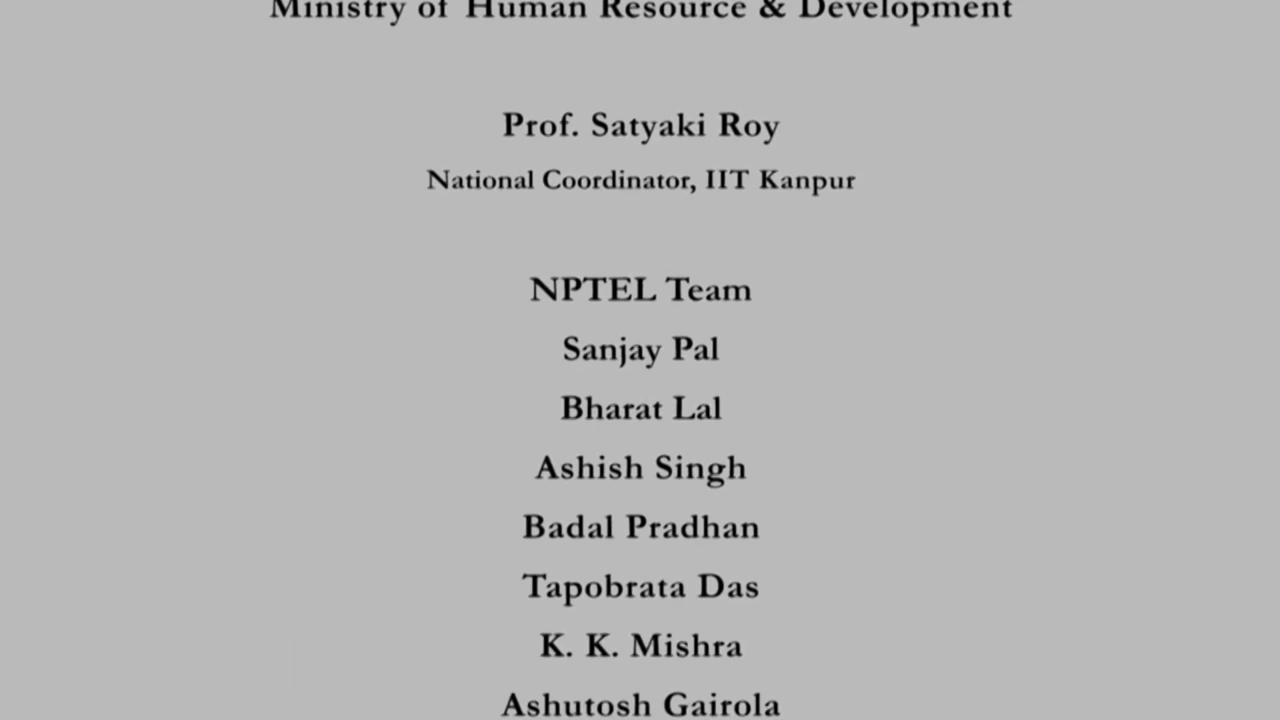 Ministry of Human Resource & Development
Prof. Satyaki Roy
National Coordinator, IIT Kanpur
NPTEL Team
Sanjay Pal
Bharat Lal
Ashish Singh
Badal Pradhan
Tapobrata Das
K. K. Mishra
Ashutosh Gairola